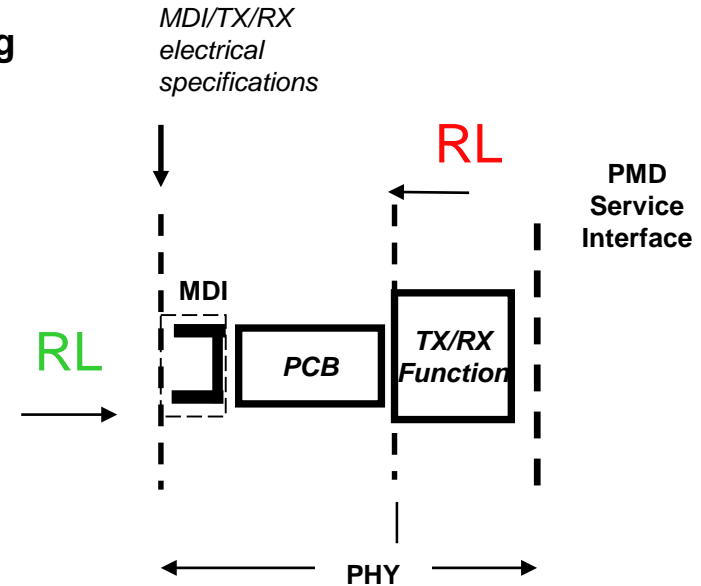 g
MDI/TX/RX
electrical
specifications
RL
PMD
Service
Interface
MDI
RL
PCB
TX/RX
Function
PHY